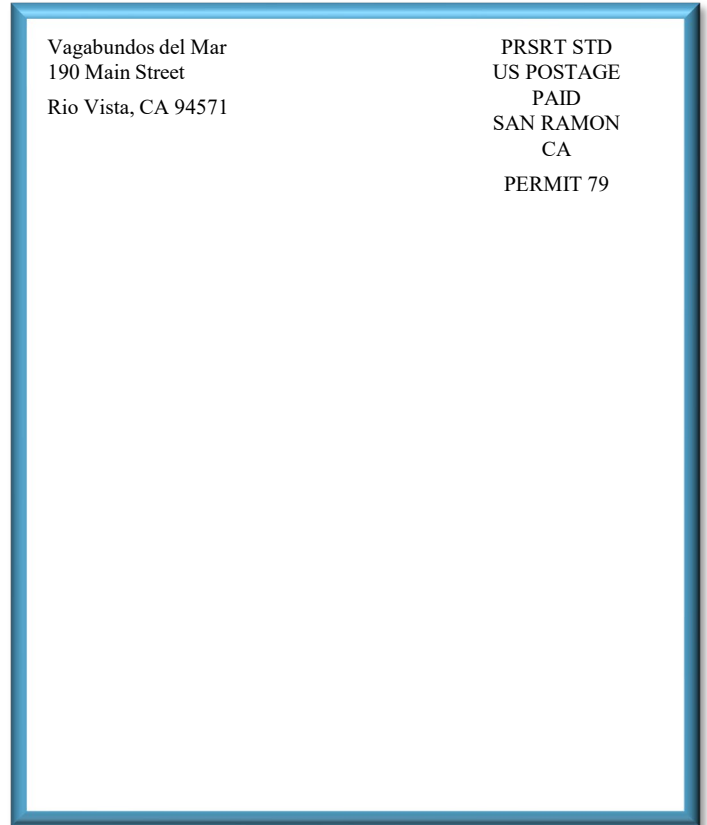 Vagabundos del Mar
190 Main Street
Rio Vista, CA 94571
PRSRT STD
US POSTAGE
PAID
SAN RAMON
CA
PERMIT 79